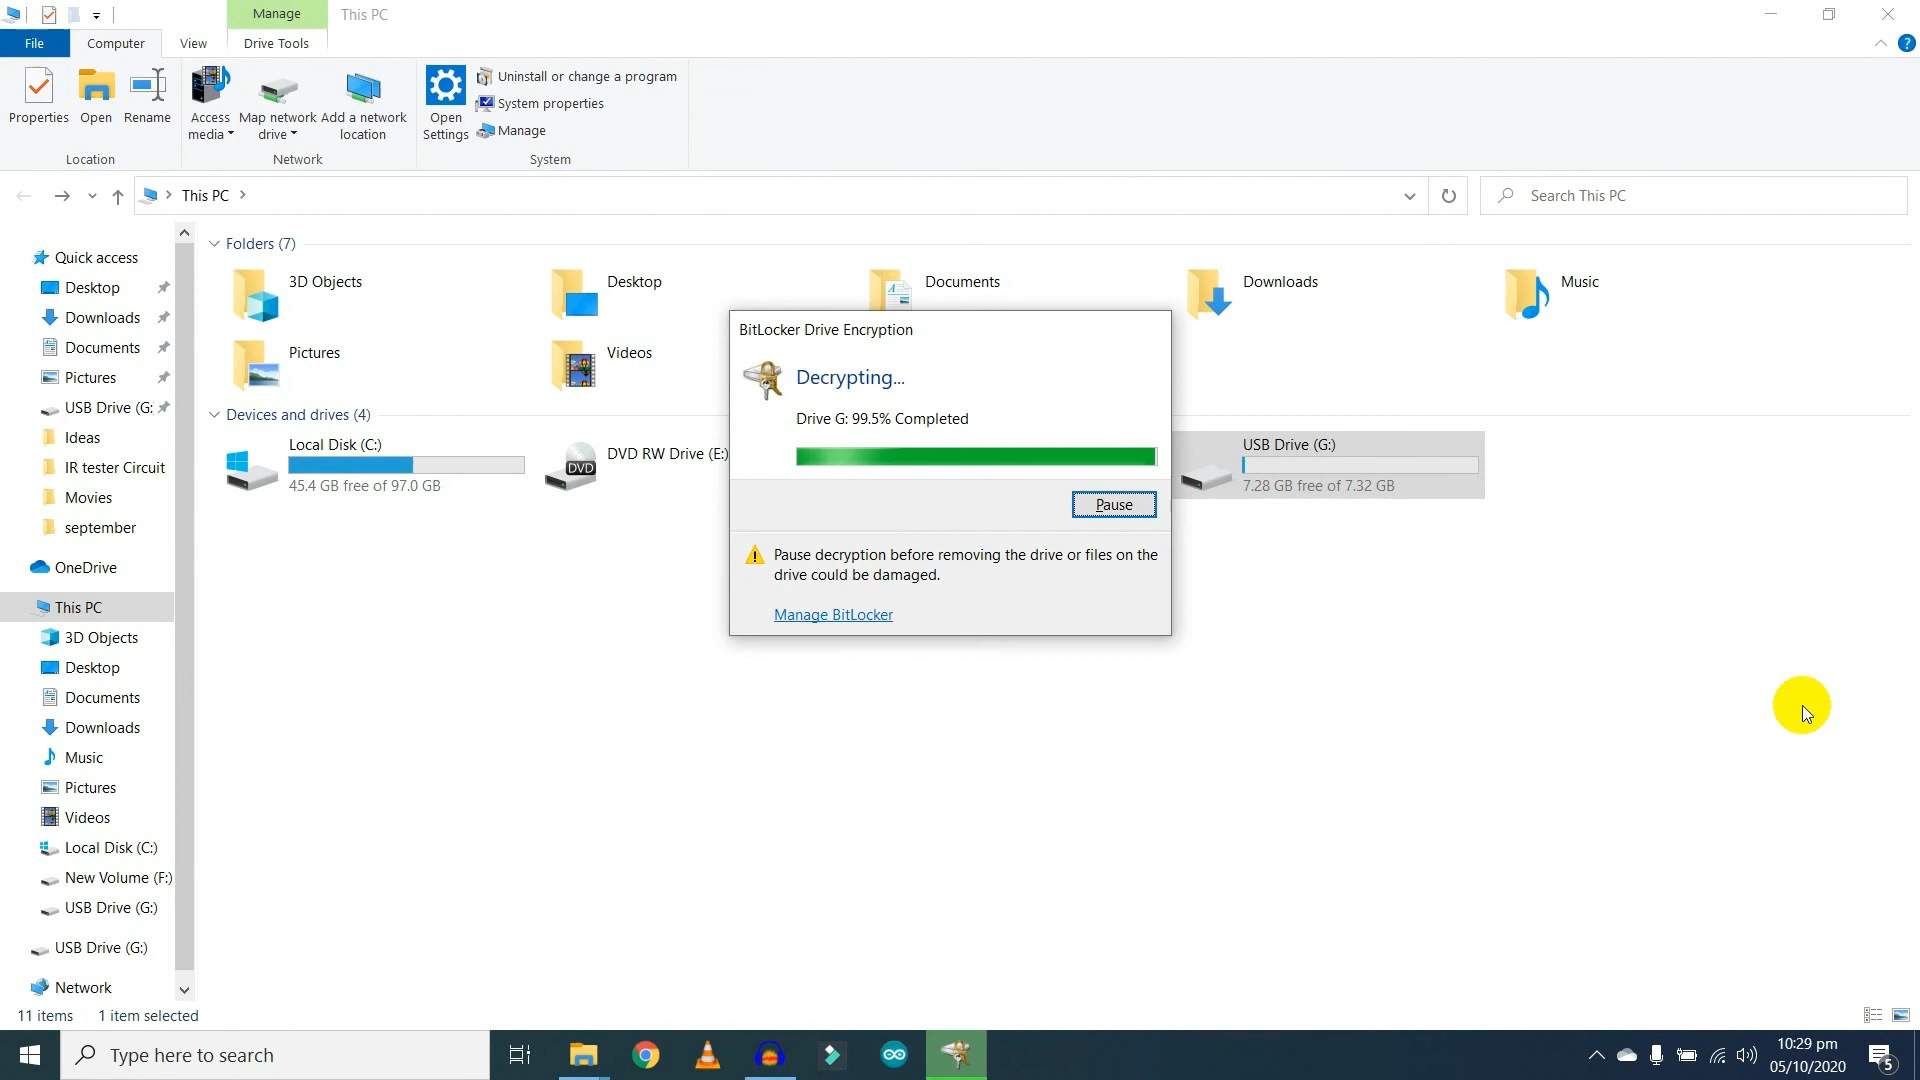 Manage
This PC
File
Computer
View
Drive Tools
?
Properties
Open
Rename
Access
media
Map network
drive
Add a network
location
Open
Settings
Uninstall or change a program
System properties
Manage
Location
Network
System
This PC
Search This PC
Quick access
Desktop
Downloads
Documents
Pictures
USB Drive (G:
Ideas
IR tester Circuit
Movies
september
OneDrive
This PC
3D Objects
Desktop
Documents
Downloads
Music
Pictures
Videos
Local Disk (C:)
New Volume (F:)
USB Drive (G:)
USB Drive (G:)
Network
Folders (7)
3D Objects
Desktop
Documents
Downloads
Music
Pictures
Videos
Devices and drives (4)
Local Disk (C:)
45.4 GB free of 97.0 GB
DVD
DVD RW Drive (E:)
USB Drive (G:)
7.28 GB free of 7.32 GB
BitLocker Drive Encryption
Decrypting...
Drive G: 99.5% Completed
Pause
Pause decryption before removing the drive or files on the
drive could be damaged.
Manage BitLocker
11 items
1 item selected
Type here to search
10:29 pm
05/10/2020
5